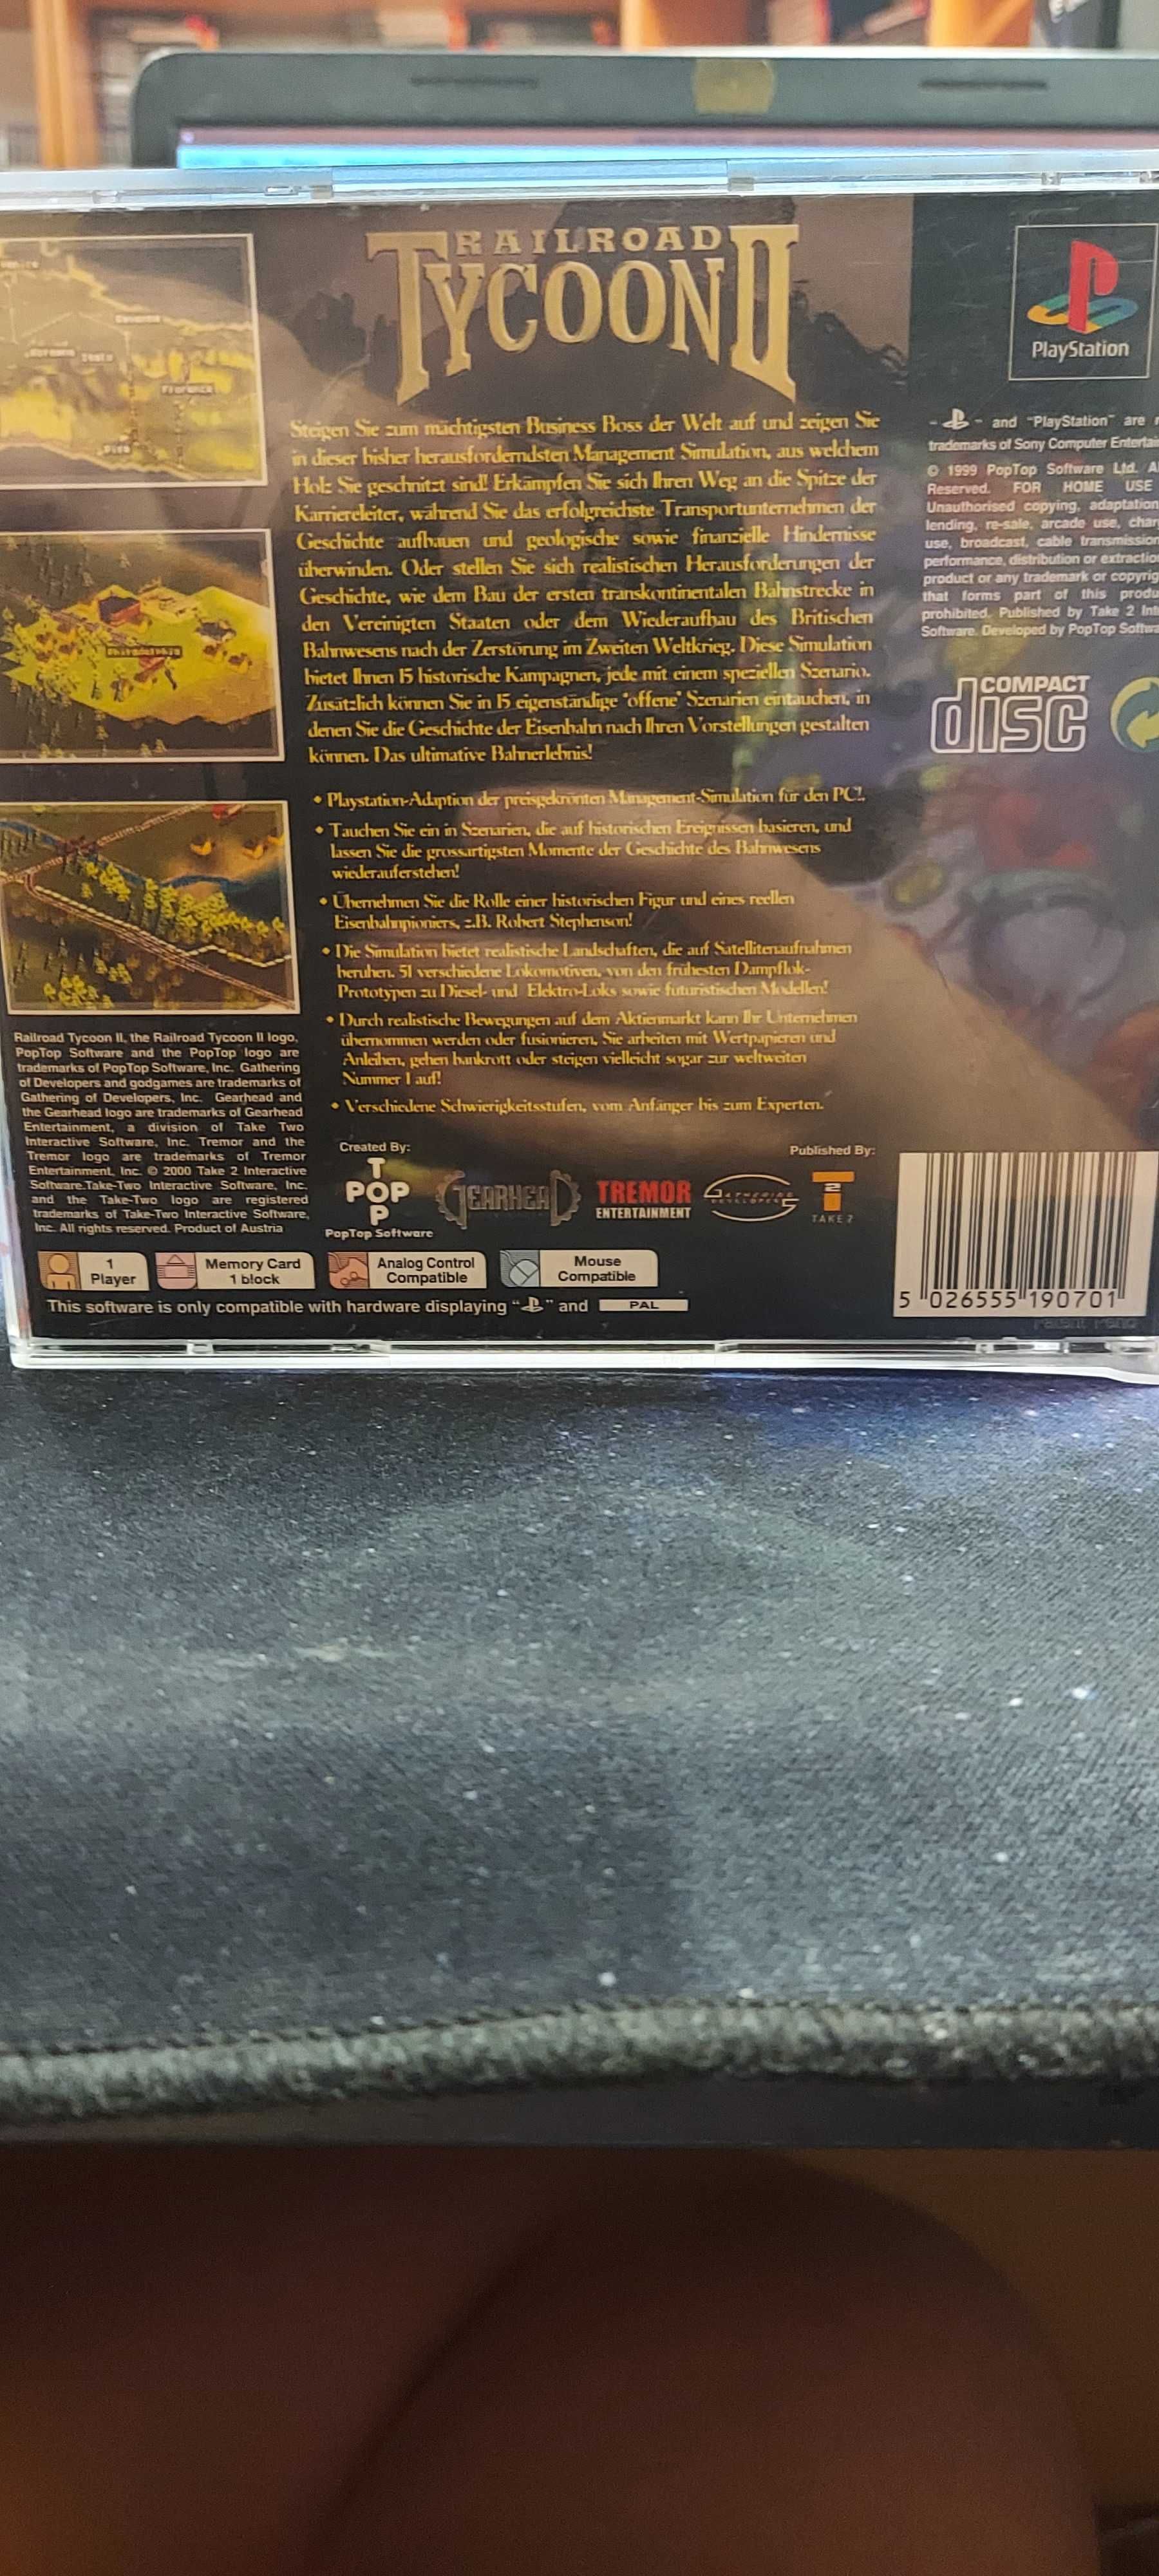 RAILROAD
TYCOON II
Steigen Sie zum mächtigsten Business Boss der Welt auf und zeigen Sie
in dieser bisher herausforderndsten Management Simulation, aus welchem
Holz Sie geschnitzt sind! Erkämpfen Sie sich Ihren Weg an die Spitze der
Karriereleiter, während Sie das erfolgreichste Transportunternehmen der
Geschichte aufbauen und geologische sowie finanzielle Hindernisse
überwinden. Oder stellen Sie sich realistischen Herausforderungen der
Geschichte, wie dem Bau der ersten transkontinentalen Bahnstrecke in
den Vereinigten Staaten oder dem Wiederaufbau des Britischen
Bahnwesens nach der Zerstörung im Zweiten Weltkrieg. Diese Simulation
bietet Ihnen 15 historische Kampagnen, jede mit einem speziellen Szenario.
Zusätzlich können Sie in 15 eigenständige 'offene' Szenarien eintauchen, in
denen Sie die Geschichte der Eisenbahn nach Ihren Vorstellungen gestalten
können. Das ultimative Bahnerlebnis!
• Playstation-Adaption der preisgekrönten Management-Simulation für den PC!.
• Tauchen Sie ein in Szenarien, die auf historischen Ereignissen basieren, und
lassen Sie die grossartigsten Momente der Geschichte des Bahnwesens
wiederauferstehen!
• Übernehmen Sie die Rolle einer historischen Figur und eines reellen
Eisenbahnpioniers, z.B. Robert Stephenson!
• Die Simulation bietet realistische Landschaften, die auf Satellitenaufnahmen
beruhen. 51 verschiedene Lokomotiven, von den frühesten Dampflok-
Prototypen zu Diesel- und Elektro-Loks sowie futuristischen Modellen!
• Durch realistische Bewegungen auf dem Aktienmarkt kann Ihr Unternehmen
übernommen werden oder fusionieren, Sie arbeiten mit Wertpapieren und
Anleihen, gehen bankrott oder steigen vielleicht sogar zur weltweiten
Nummer 1 auf!
• Verschiedene Schwierigkeitsstufen, vom Anfänger bis zum Experten.
Florence
Pisa
Philadelphia
Railroad Tycoon II, the Railroad Tycoon II logo,
PopTop Software and the PopTop logo are
trademarks of PopTop Software, Inc. Gathering
of Developers and godgames are trademarks of
Gathering of Developers, Inc. Gearhead and
the Gearhead logo are trademarks of Gearhead
Entertainment, a division of Take Two
Interactive Software, Inc. Tremor and the
Tremor logo are trademarks of Tremor
Entertainment, Inc. © 2000 Take 2 Interactive
Software.Take-Two Interactive Software, Inc.
and the Take-Two logo are registered
trademarks of Take-Two Interactive Software,
Inc. All rights reserved. Product of Austria
Created By:
TOP
POP
PopTop Software
GEARHEAD
TREMOR
ENTERTAINMENT
Published By:
GATHERING
DEVELOPERS
T2
TAKE 2
1
Player
Memory Card
1 block
Analog Control
Compatible
Mouse
Compatible
This software is only compatible with hardware displaying " " and PAL
PlayStation
" " and "PlayStation" are
trademarks of Sony Computer
© 1999 PopTop Software Ltd.
Reserved. FOR HOME USE
Unauthorised copying, adaptation
lending, re-sale, arcade use,
use, broadcast, cable transmission
performance, distribution or
product or any trademark or
that forms part of this
prohibited. Published by Take 2
Software. Developed by PopTop
COMPACT
disc
5 026555 190701